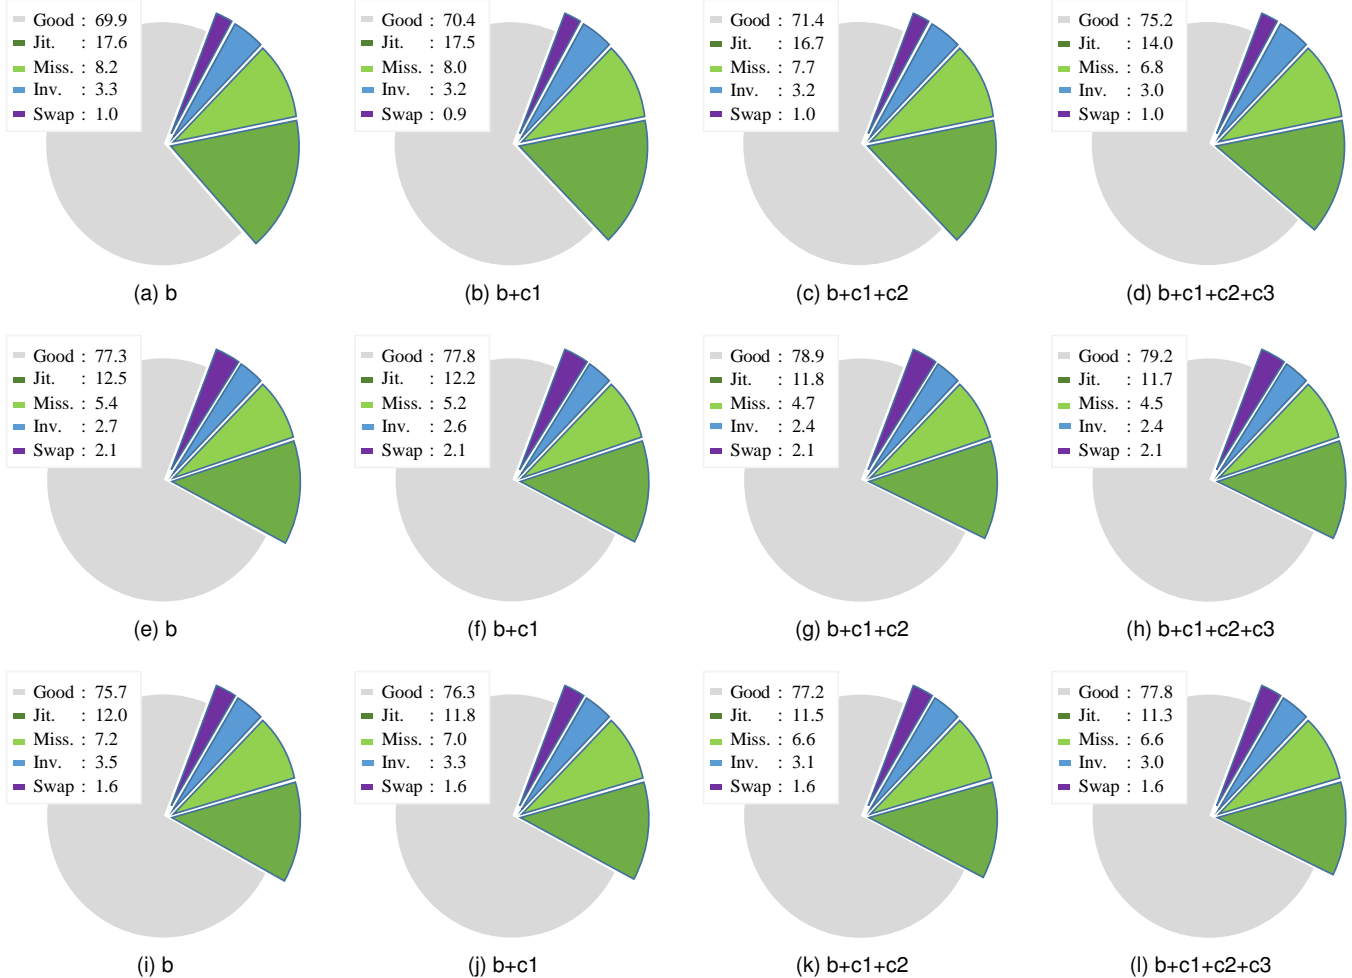 Good : 69.9
Jit. : 17.6
Miss. : 8.2
Inv. : 3.3
Swap : 1.0
(a) b
Good : 70.4
Jit. : 17.5
Miss. : 8.0
Inv. : 3.2
Swap : 0.9
(b) b+c1
Good : 71.4
Jit. : 16.7
Miss. : 7.7
Inv. : 3.2
Swap : 1.0
(c) b+c1+c2
Good : 75.2
Jit. : 14.0
Miss. : 6.8
Inv. : 3.0
Swap : 1.0
(d) b+c1+c2+c3
Good : 77.3
Jit. : 12.5
Miss. : 5.4
Inv. : 2.7
Swap : 2.1
(e) b
Good : 77.8
Jit. : 12.2
Miss. : 5.2
Inv. : 2.6
Swap : 2.1
(f) b+c1
Good : 78.9
Jit. : 11.8
Miss. : 4.7
Inv. : 2.4
Swap : 2.1
(g) b+c1+c2
Good : 79.2
Jit. : 11.7
Miss. : 4.5
Inv. : 2.4
Swap : 2.1
(h) b+c1+c2+c3
Good : 75.7
Jit. : 12.0
Miss. : 7.2
Inv. : 3.5
Swap : 1.6
(i) b
Good : 76.3
Jit. : 11.8
Miss. : 7.0
Inv. : 3.3
Swap : 1.6
(j) b+c1
Good : 77.2
Jit. : 11.5
Miss. : 6.6
Inv. : 3.1
Swap : 1.6
(k) b+c1+c2
Good : 77.8
Jit. : 11.3
Miss. : 6.6
Inv. : 3.0
Swap : 1.6
(l) b+c1+c2+c3